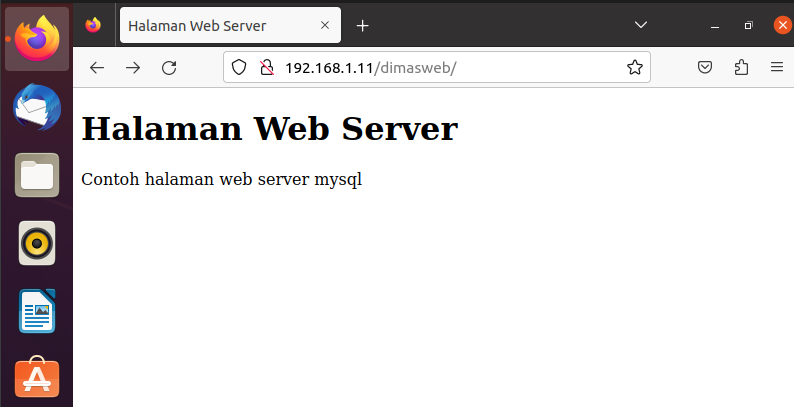 Halaman Web Server
192.168.1.11/dimasweb/
Halaman Web Server
Contoh halaman web server mysql